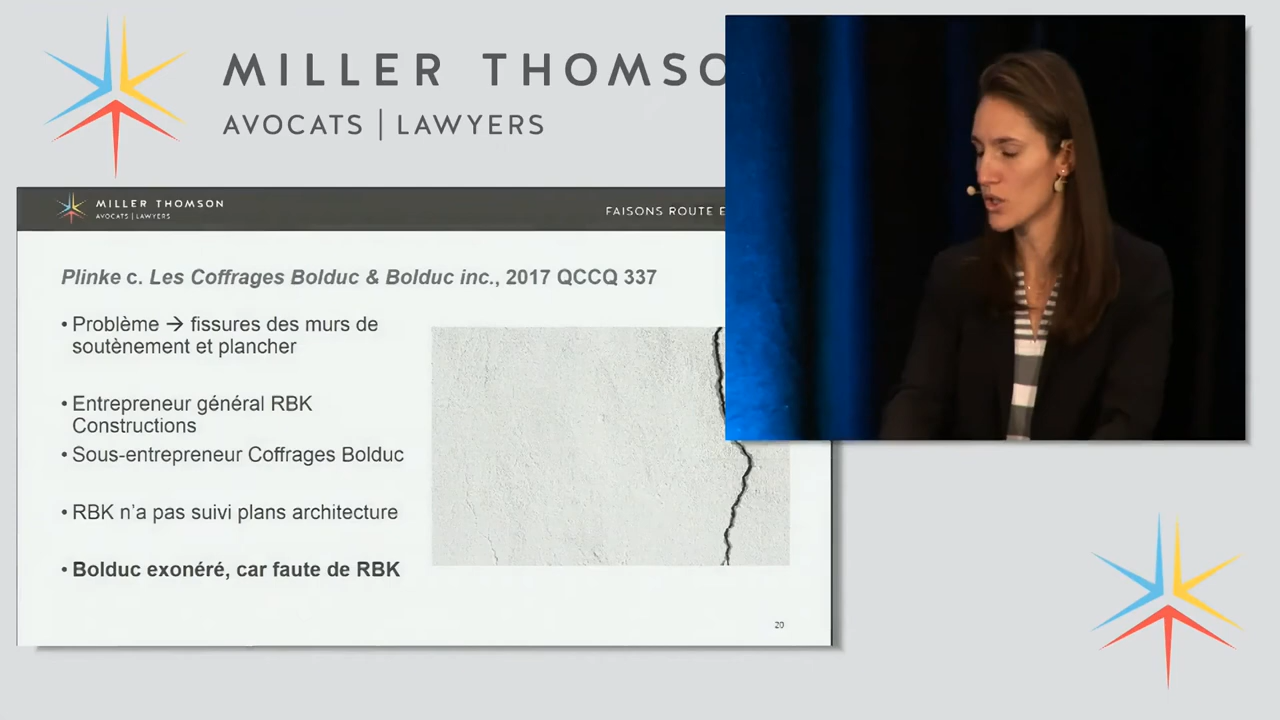 MILLER THOMSO
AVOCATS | LAWYERS
MILLER THOMSON
AVOCATS | LAWYERS
FAISONS ROUTE E
Plinke c. Les Coffrages Bolduc & Bolduc inc., 2017 QCCQ 337
• Problème → fissures des murs de
soutènement et plancher
• Entrepreneur général RBK
Constructions
• Sous-entrepreneur Coffrages Bolduc
• RBK n'a pas suivi plans architecture
• Bolduc exonéré, car faute de RBK
20